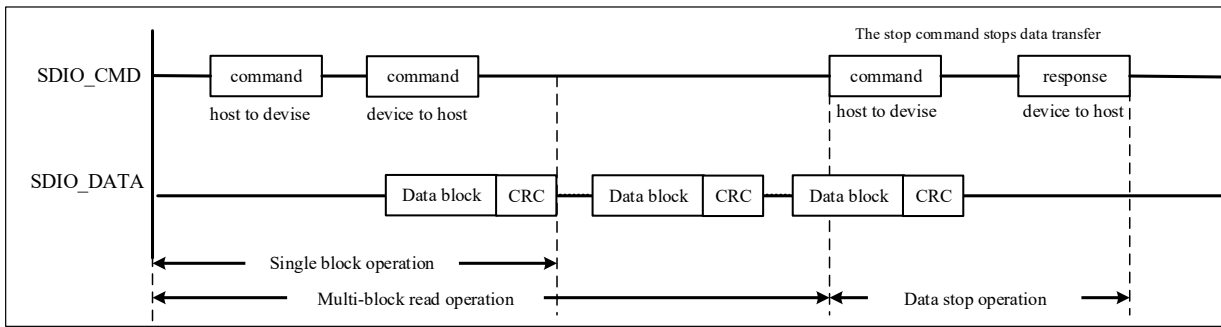 The stop command stops data transfer
SDIO_CMD
command
command
command
response
host to devise
device to host
host to devise
device to host
SDIO_DATA
Data block
CRC
Data block
CRC
Data block
CRC
Single block operation
Multi-block read operation
Data stop operation